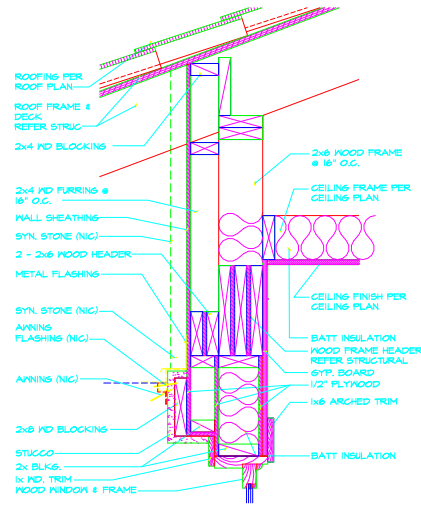 ROOFING PER
ROOF PLAN
ROOF FRAME &
DECK
REFER STRUC
2x4 WD BLOCKING
2x4 WD FURRING @
16" O.C.
WALL SHEATHING
SYN. STONE (NIC)
2 - 2x6 WOOD HEADER
METAL FLASHING
SYN. STONE (NIC)
AWNING
FLASHING (NIC)
AWNING (NIC)
2x8 WD BLOCKING
STUCCO
2x BLKG.
1x WD. TRIM
WOOD WINDOW & FRAME
2x6 WOOD FRAME
@ 16" O.C.
CEILING FRAME PER
CEILING PLAN
CEILING FINISH PER
CEILING PLAN
BATT INSULATION
WOOD FRAME HEADER
REFER STRUCTURAL
GYP. BOARD
1/2" PLYWOOD
1x6 ARCHED TRIM
BATT INSULATION